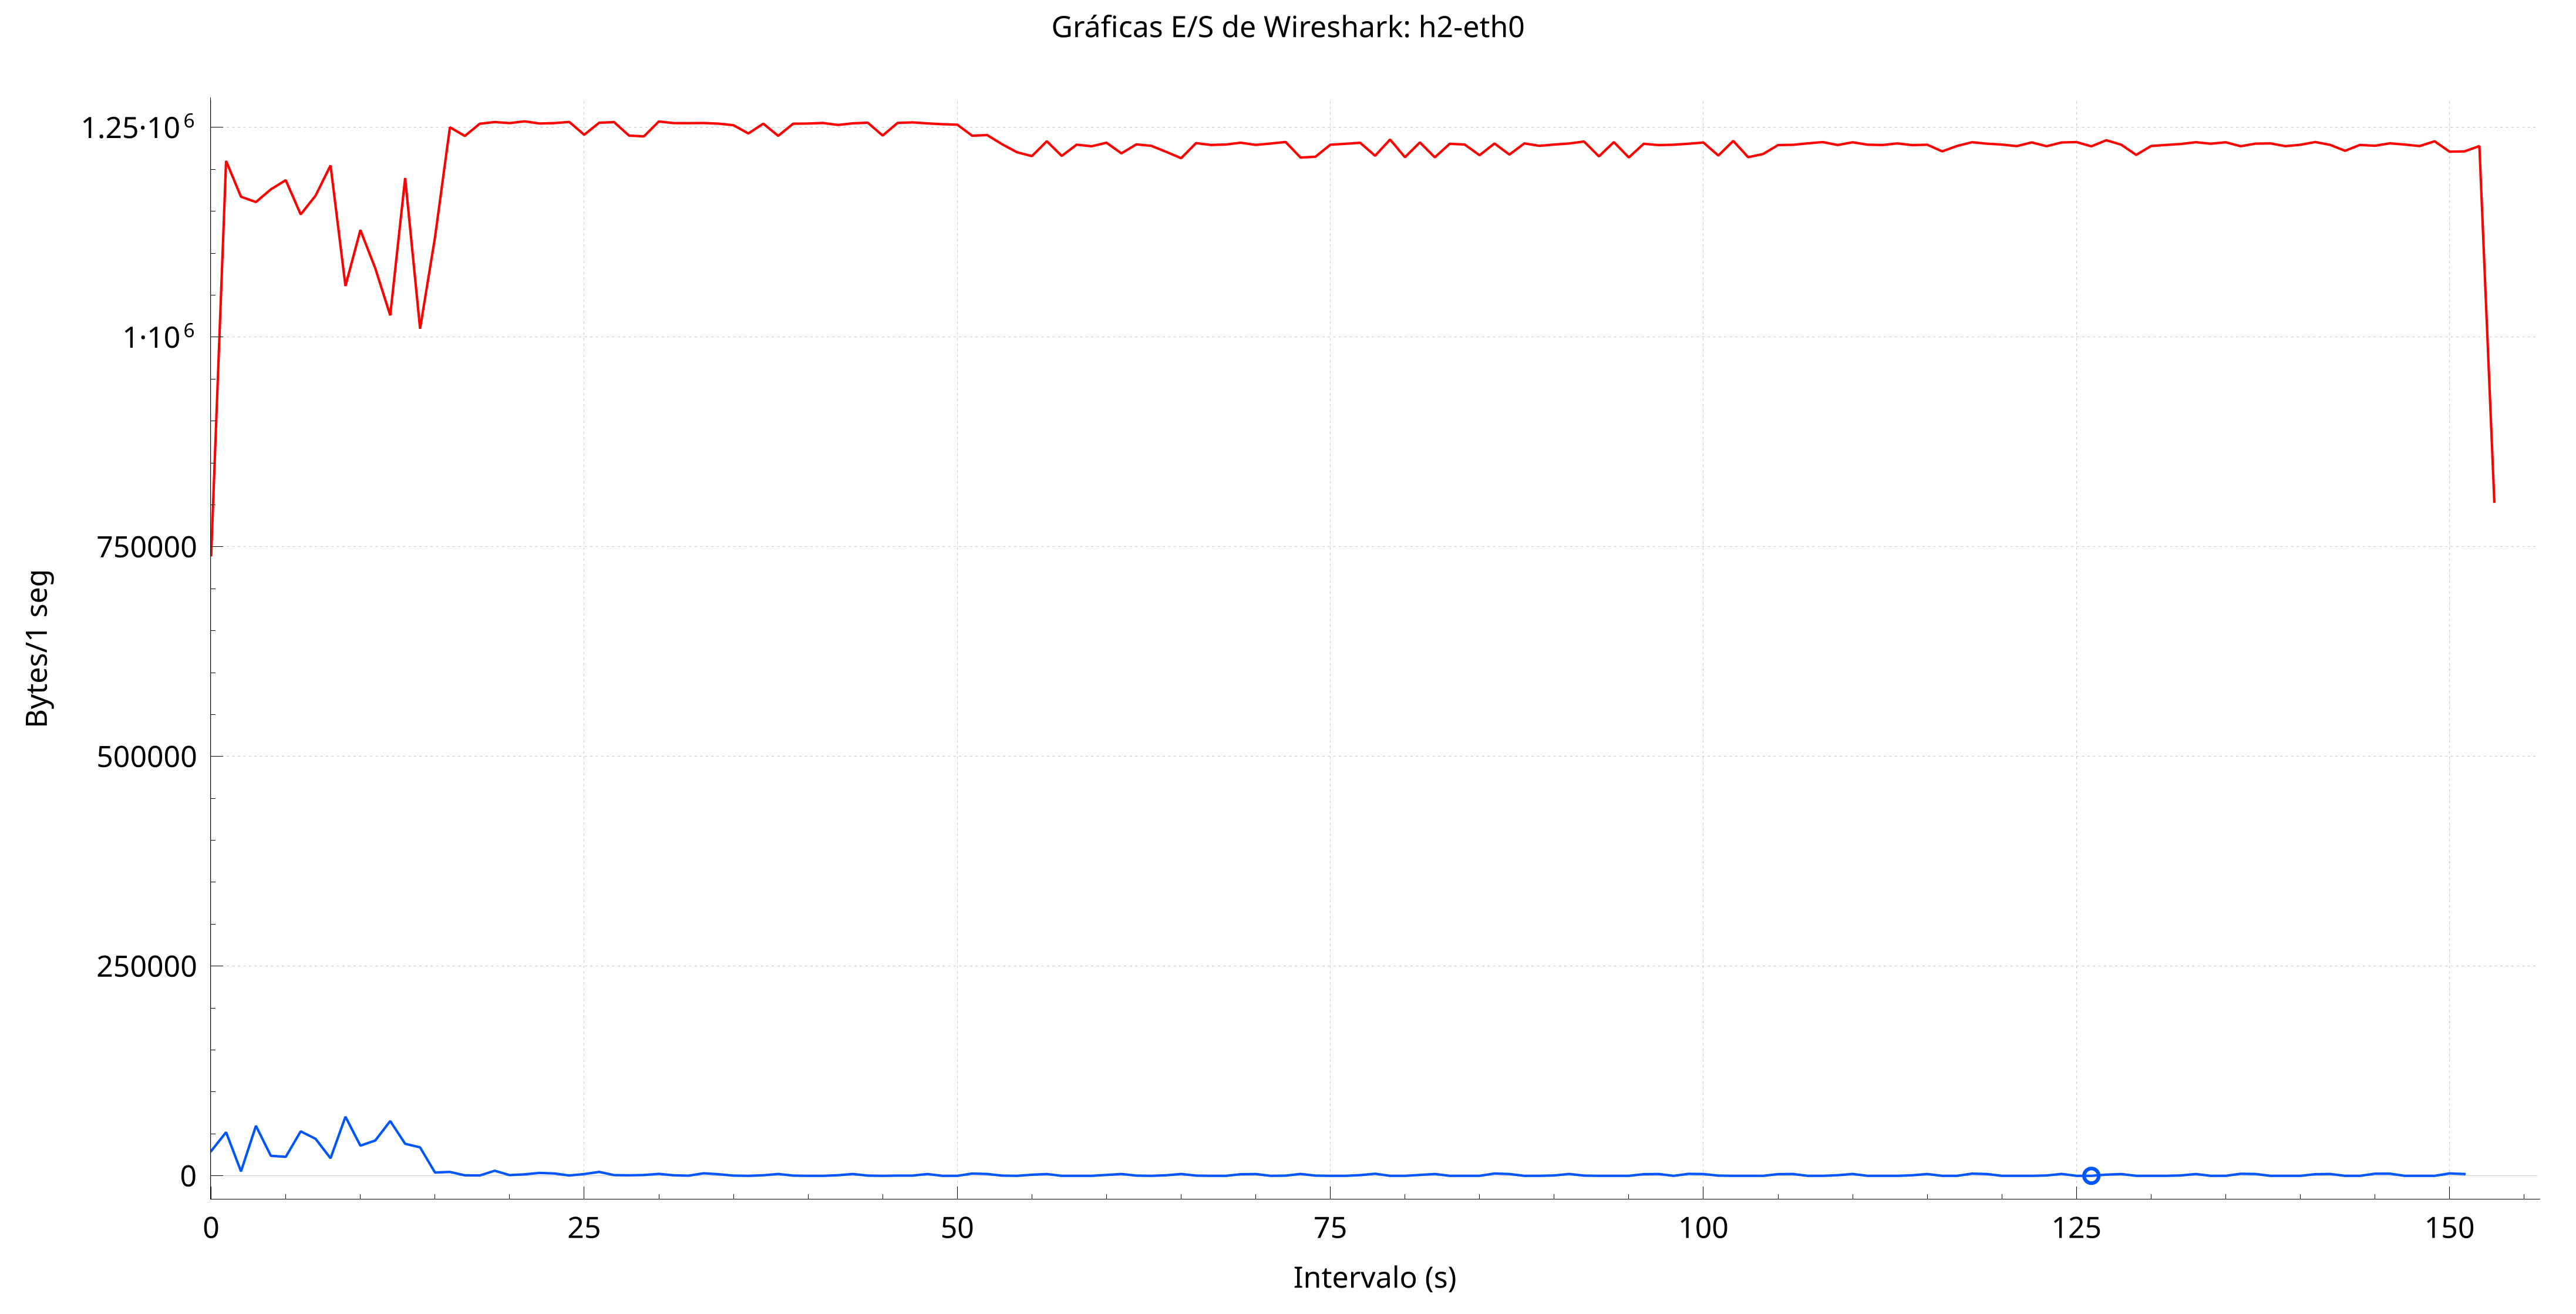 Gráficas E/S de Wireshark: h2-eth0
1.25·10⁶
1·10⁶
750000
500000
250000
0
Bytes/1 seg
0 25 50 75 100 125 150
Intervalo (s)